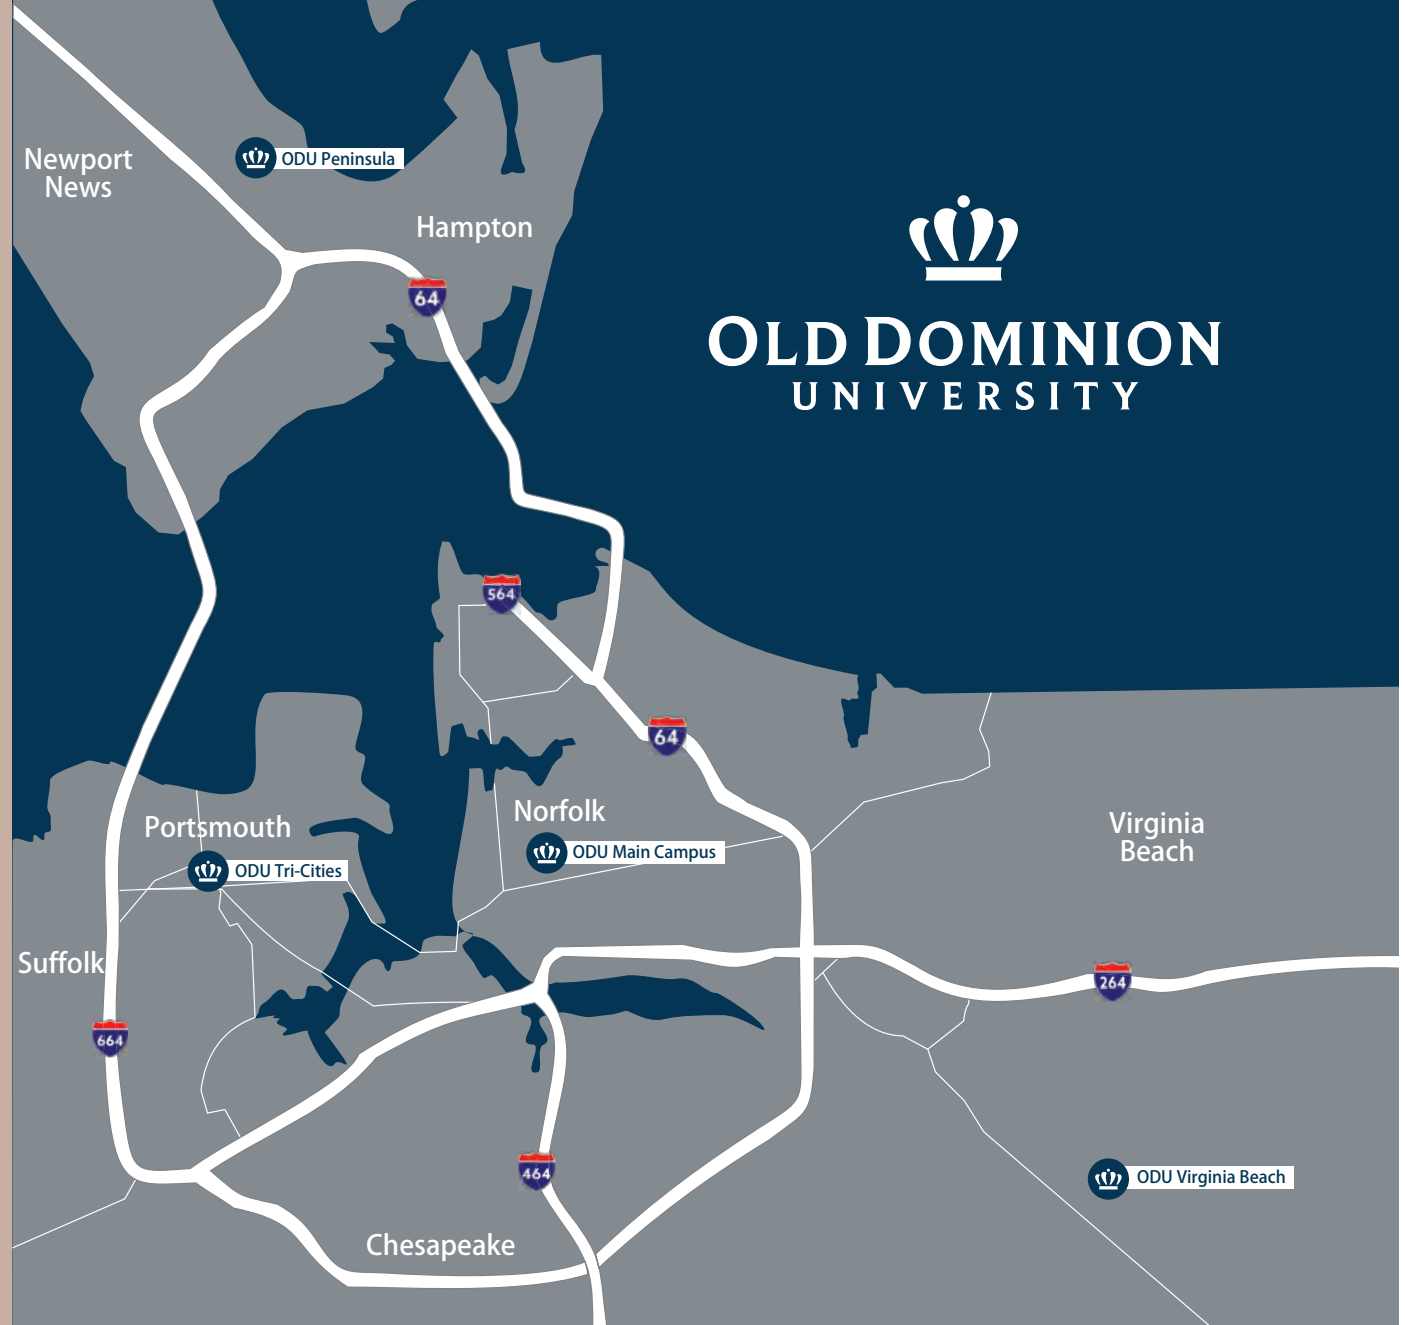 Newport
News
ODU Peninsula
Hampton
64
OLD DOMINION
UNIVERSITY
564
64
Portsmouth
Norfolk
Virginia
Beach
ODU Main Campus
ODU Tri-Cities
Suffolk
264
664
464
ODU Virginia Beach
Chesapeake